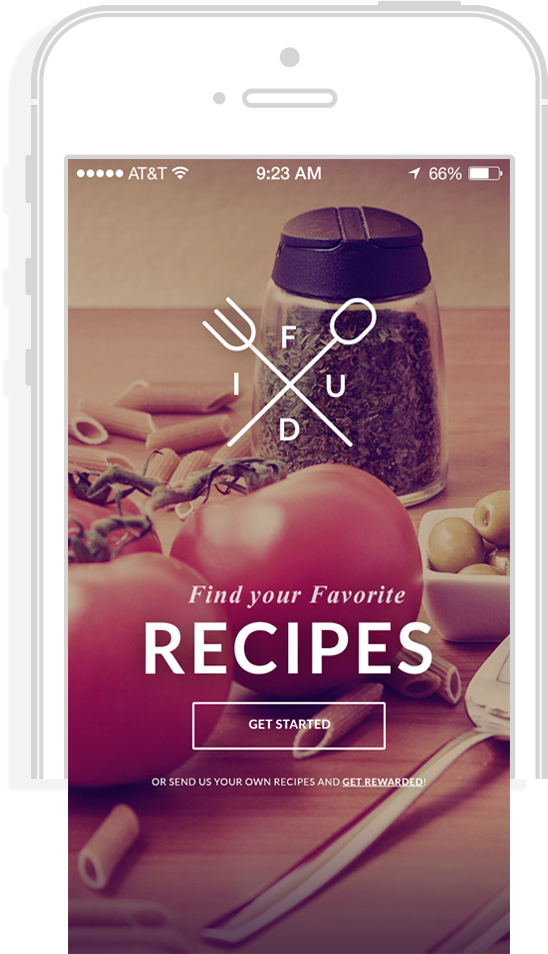 AT&T 9:23 AM 66%
F
I U
D
Find your Favorite
RECIPES
GET STARTED
OR SEND US YOUR OWN RECIPES AND GET REWARDED!